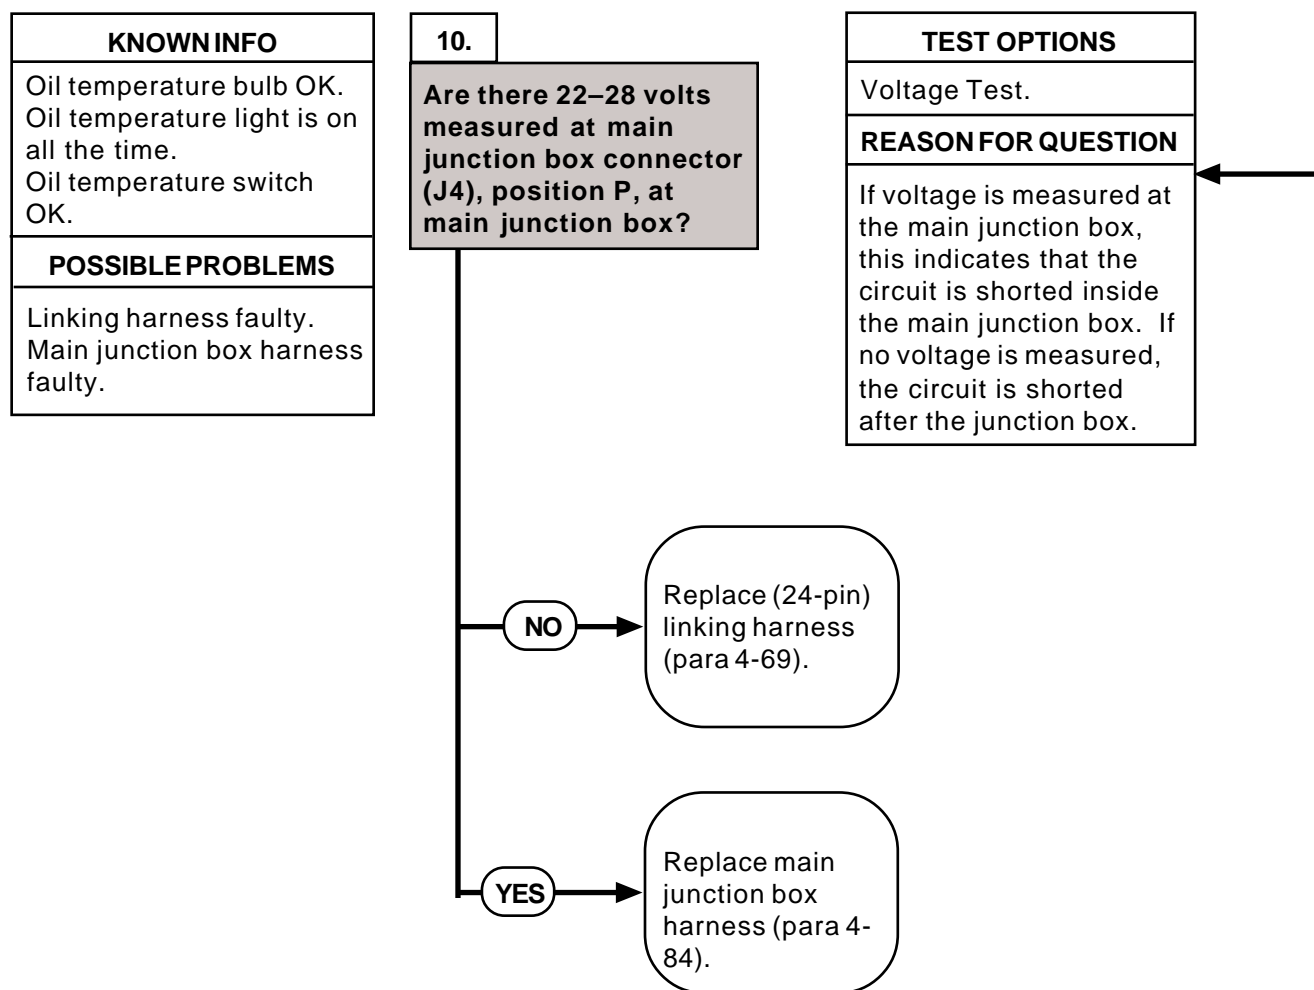 KNOWN INFO
Oil temperature bulb OK.
Oil temperature light is on
all the time.
Oil temperature switch
OK.
POSSIBLE PROBLEMS
Linking harness faulty.
Main junction box harness
faulty.
10.
Are there 22–28 volts
measured at main
junction box connector
(J4), position P, at
main junction box?
TEST OPTIONS
Voltage Test.
REASON FOR QUESTION
If voltage is measured at
the main junction box,
this indicates that the
circuit is shorted inside
the main junction box. If
no voltage is measured,
the circuit is shorted
after the junction box.
NO
Replace (24-pin)
linking harness
(para 4-69).
YES
Replace main
junction box
harness (para 4-
84).